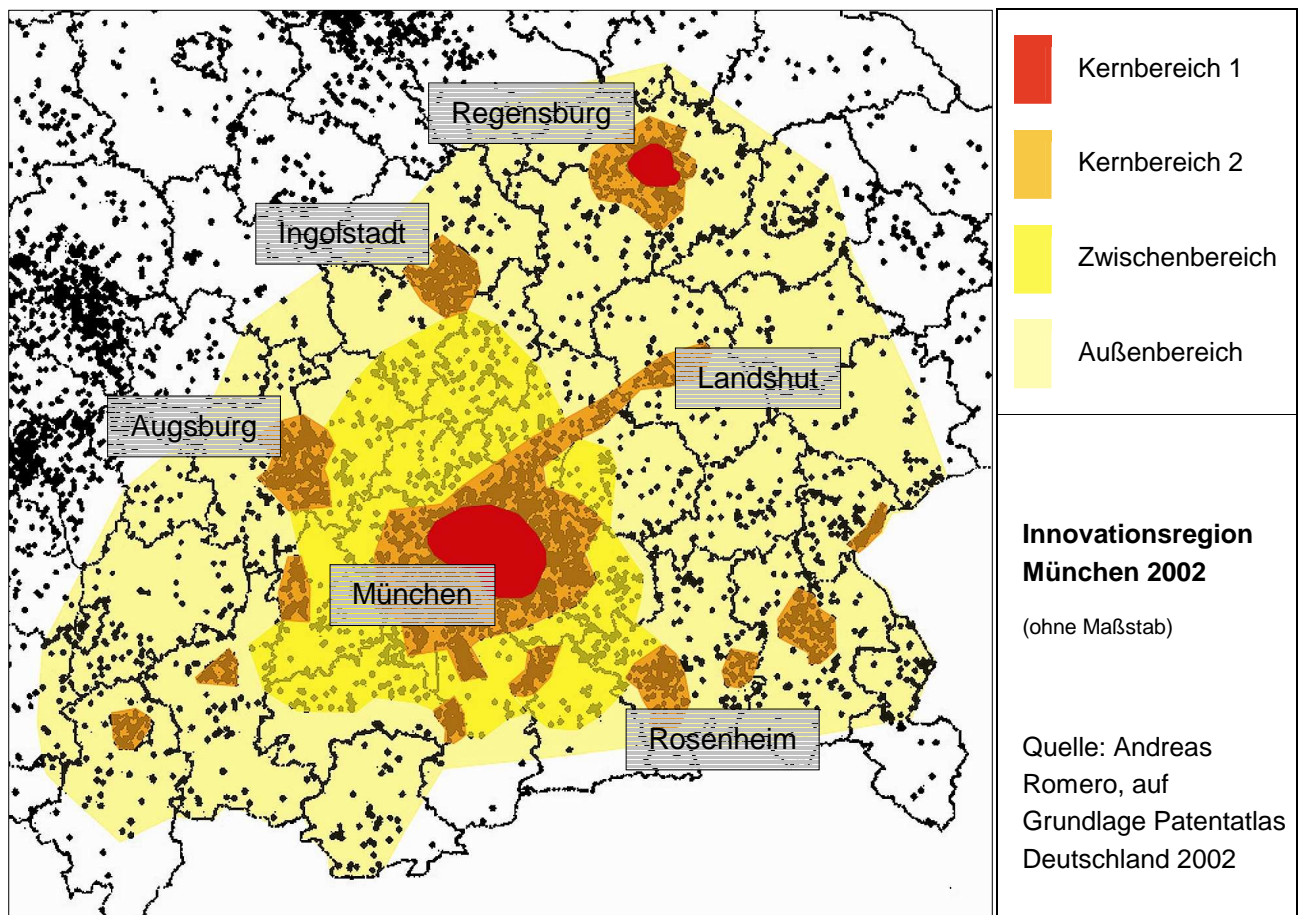 Regensburg
Ingolstadt
Landshut
Augsburg
München
Rosenheim
Kernbereich 1
Kernbereich 2
Zwischenbereich
Außenbereich
Innovationsregion
München 2002
(ohne Maßstab)
Quelle: Andreas
Romero, auf
Grundlage Patentatlas
Deutschland 2002